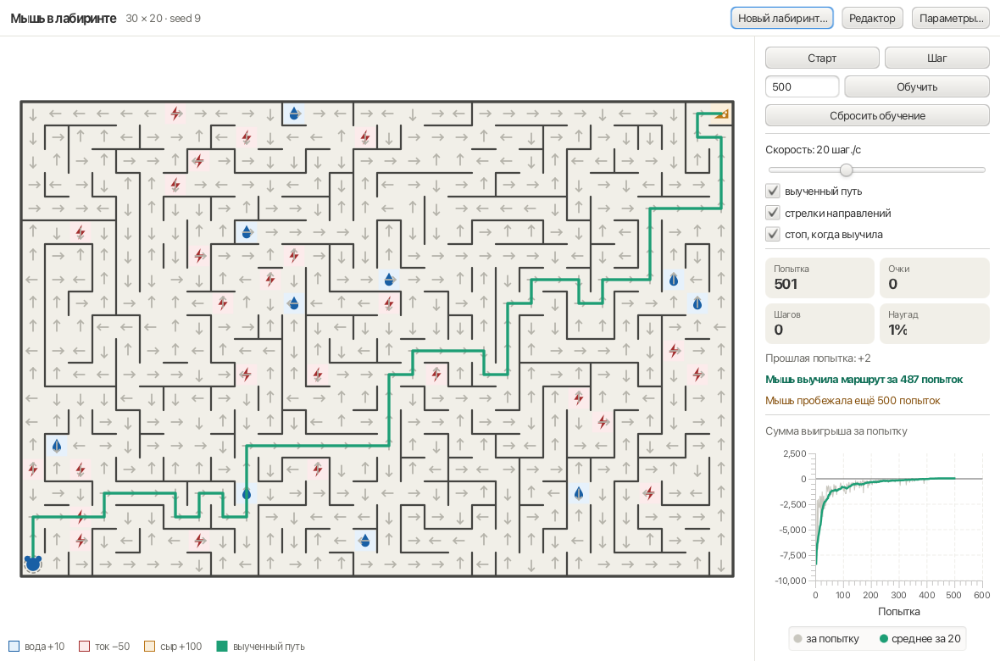 Мышь в лабиринте 30 × 20 · seed 9
Новый лабиринт... Редактор Параметры...
Старт Шаг
500 Обучить
Сбросить обучение
Скорость: 20 шаг./с
выученный путь
стрелки направлений
стоп, когда выучила
Попытка Очки
501 0
Шагов Наугад
0 1%
Прошлая попытка: +2
Мышь выучила маршрут за 487 попыток
Мышь пробежала ещё 500 попыток
Сумма выигрыша за попытку
2,500
0
-2,500
-5,000
-7,500
-10,000
0 100 200 300 400 500 600
Попытка
за попытку среднее за 20
вода +10 ток −50 сыр +100 выученный путь